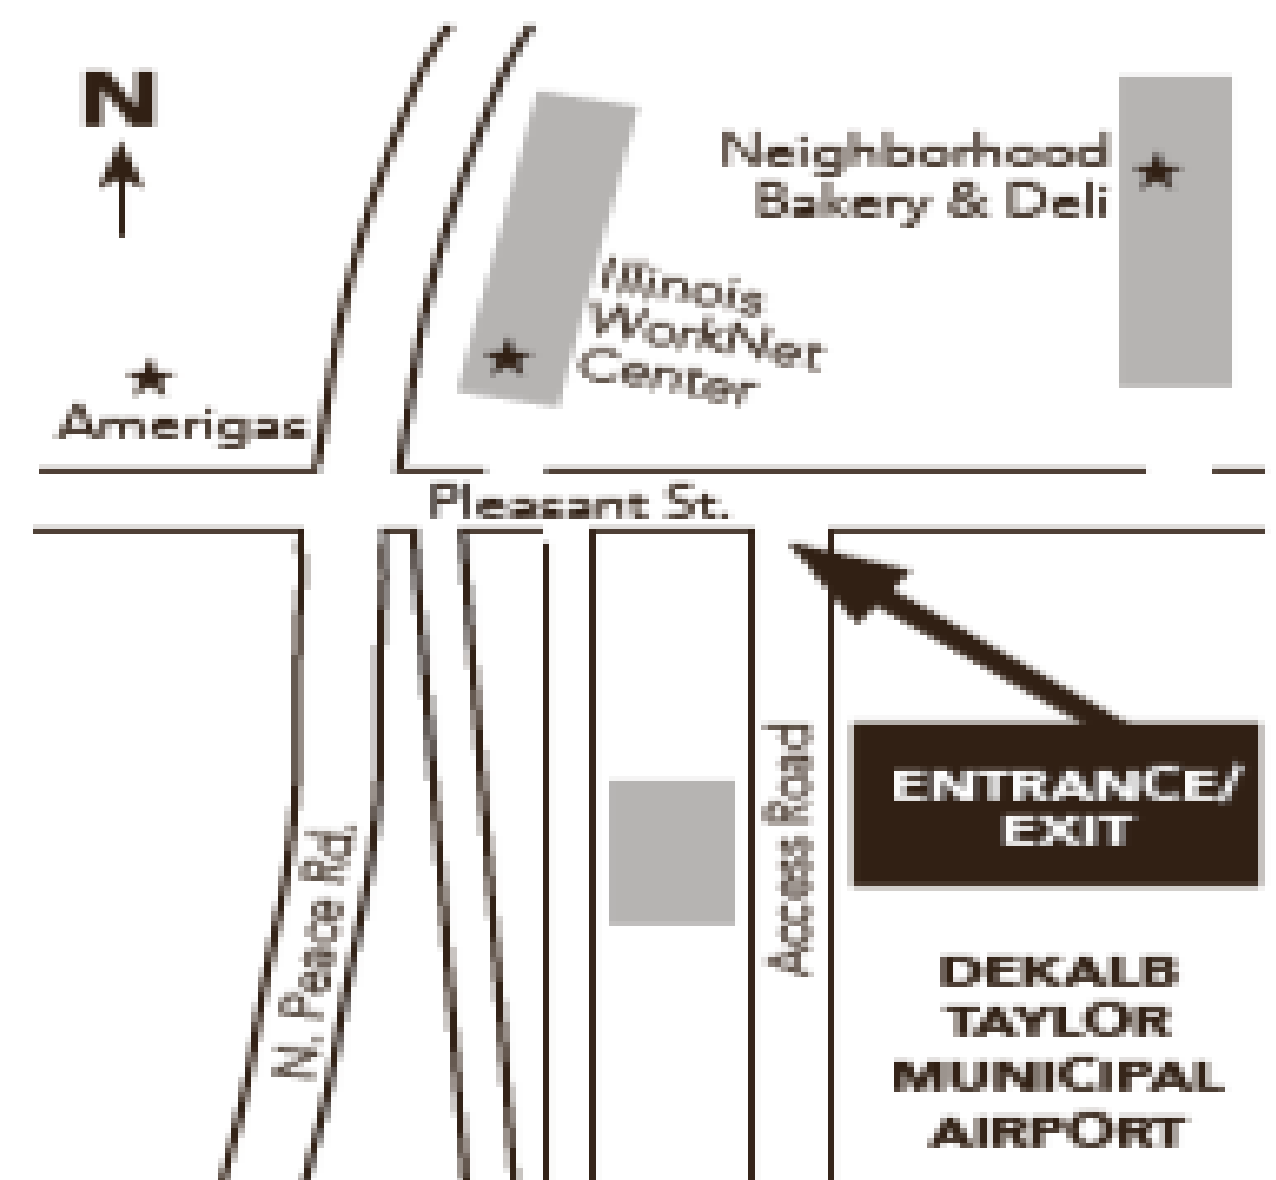 N
Neighborhood
Bakery & Deli
Illinois
WorkNet
Center
Amerigas
Pleasant St.
ENTRANCE/
EXIT
Access Road
N. Peace Rd.
DEKALB
TAYLOR
MUNICIPAL
AIRPORT